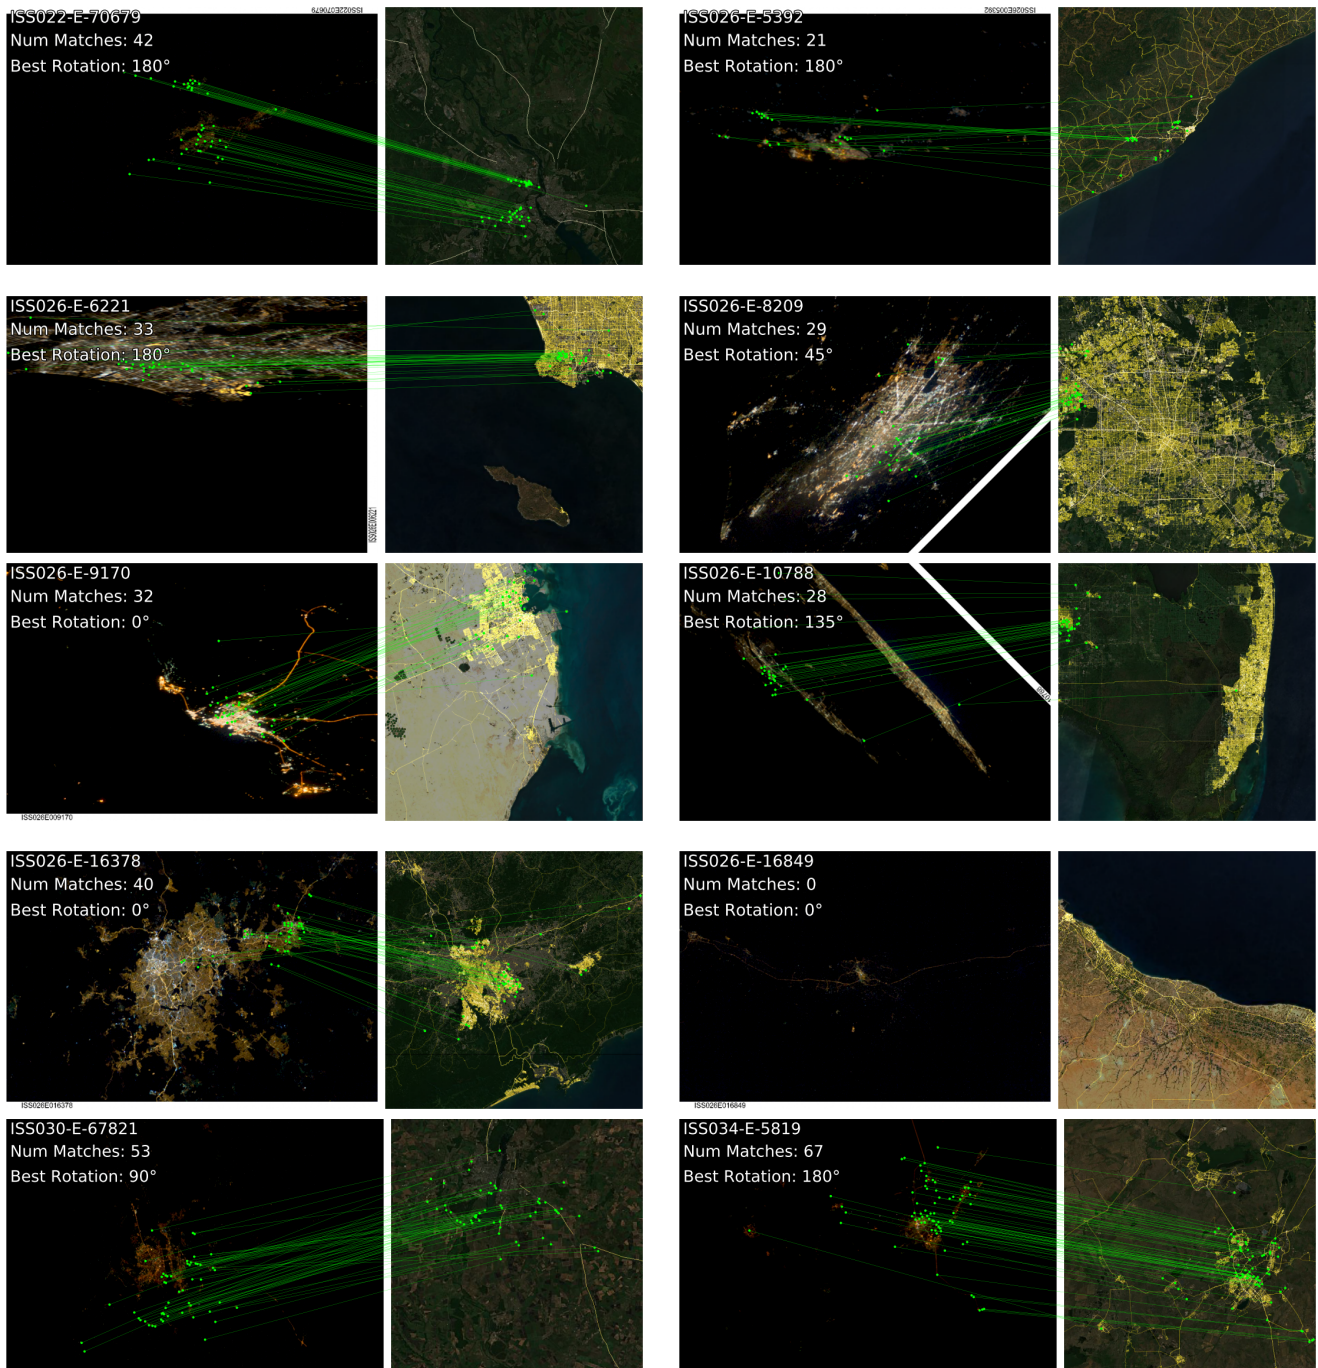 ISS022-E-70679
Num Matches: 42
Best Rotation: 180°
ISS022E070679
ISS026-E-5392
Num Matches: 21
Best Rotation: 180°
ISS026E005392
ISS026-E-6221
Num Matches: 33
Best Rotation: 180°
ISS026E006221
ISS026-E-8209
Num Matches: 29
Best Rotation: 45°
ISS026-E-9170
Num Matches: 32
Best Rotation: 0°
ISS026E009170
ISS026-E-10788
Num Matches: 28
Best Rotation: 135°
ISS026-E-16378
Num Matches: 40
Best Rotation: 0°
ISS026E016378
ISS026-E-16849
Num Matches: 0
Best Rotation: 0°
ISS026E016849
ISS030-E-67821
Num Matches: 53
Best Rotation: 90°
ISS034-E-5819
Num Matches: 67
Best Rotation: 180°